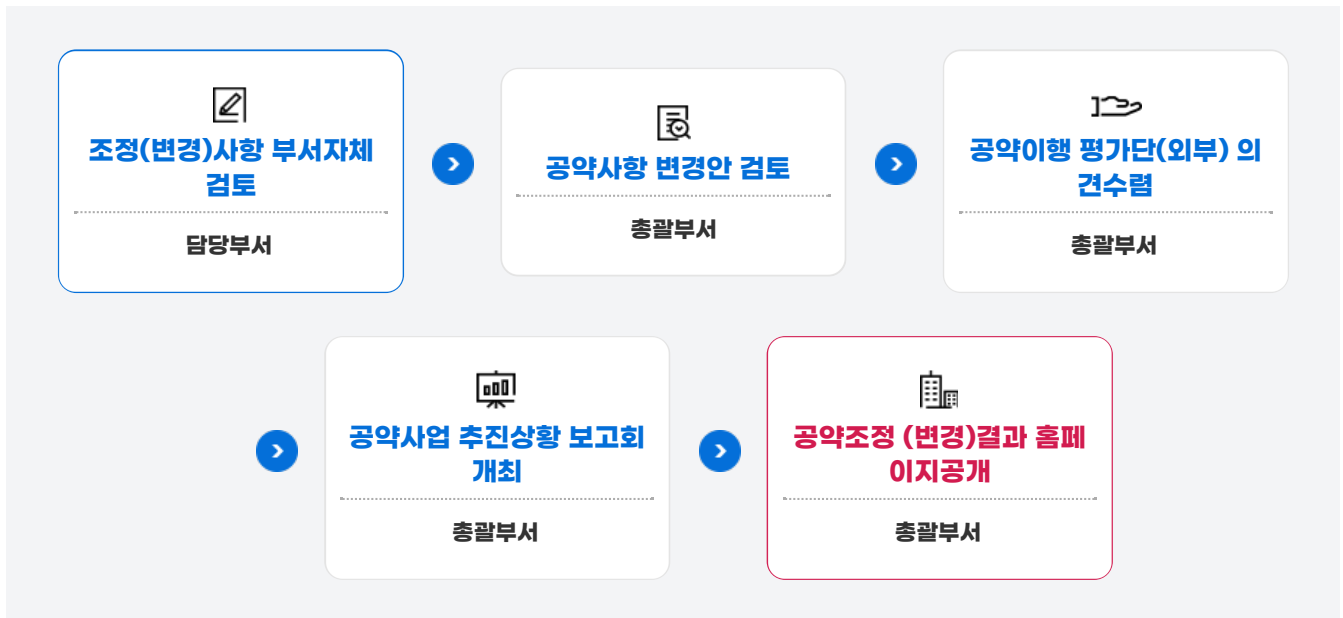 조정(변경)사항 부서자체
검토
담당부서
공약사항 변경안 검토
총괄부서
공약이행 평가단(외부) 의
견수렴
총괄부서
공약사업 추진상황 보고회
개최
총괄부서
공약조정 (변경)결과 홈페
이지공개
총괄부서